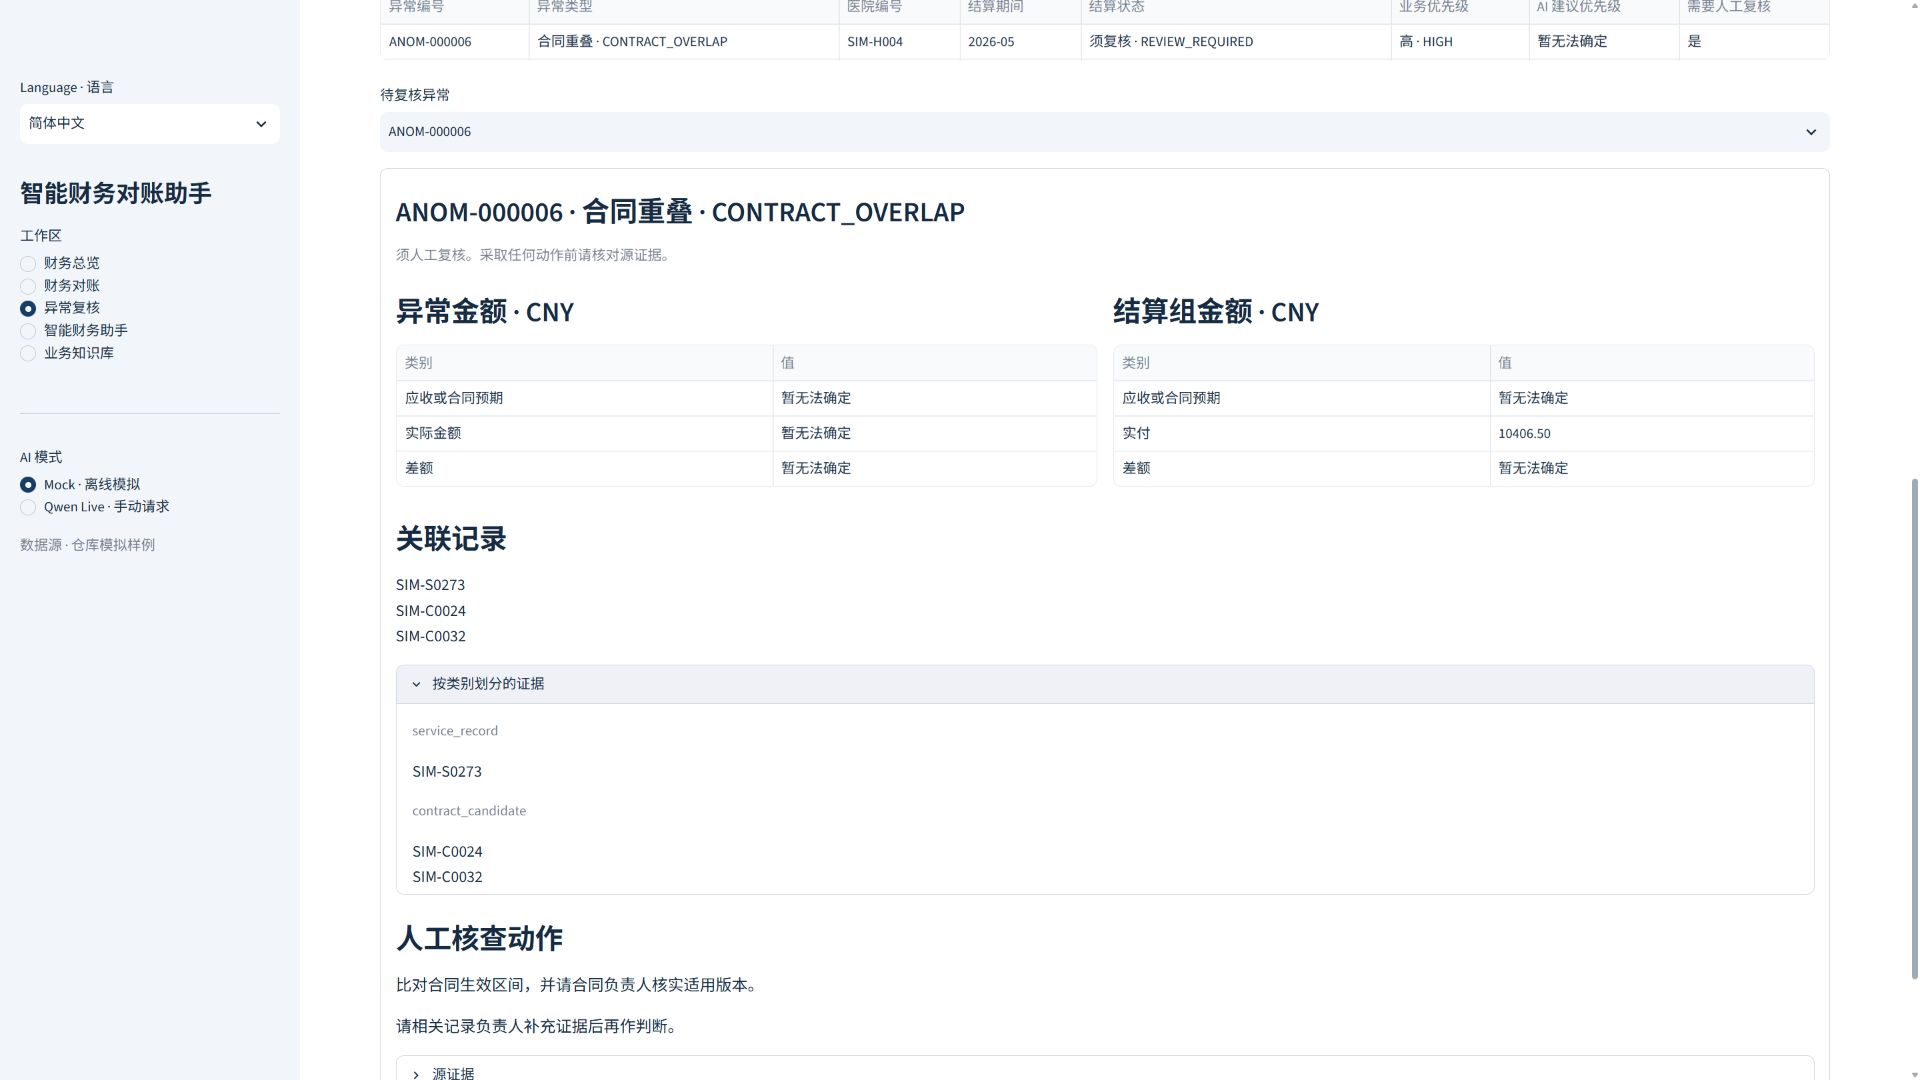 Language · 语言
简体中文
智能财务对账助手
工作区
财务总览
财务对账
异常复核
智能财务助手
业务知识库
AI 模式
Mock · 离线模拟
Qwen Live · 手动请求
数据源 · 仓库模拟样例
异常编号 异常类型 医院编号 结算期间 结算状态 业务优先级 AI 建议优先级 需要人工复核
ANOM-000006 合同重叠 · CONTRACT_OVERLAP SIM-H004 2026-05 须复核 · REVIEW_REQUIRED 高 · HIGH 暂无法确定 是
待复核异常
ANOM-000006
ANOM-000006 · 合同重叠 · CONTRACT_OVERLAP
须人工复核。采取任何动作前请核对源证据。
异常金额 · CNY
类别 值
应收或合同预期 暂无法确定
实际金额 暂无法确定
差额 暂无法确定
结算组金额 · CNY
类别 值
应收或合同预期 暂无法确定
实付 10406.50
差额 暂无法确定
关联记录
SIM-S0273
SIM-C0024
SIM-C0032
按类别划分的证据
service_record
SIM-S0273
contract_candidate
SIM-C0024
SIM-C0032
人工核查动作
比对合同生效区间，并请合同负责人核实适用版本。
请相关记录负责人补充证据后再作判断。
源证据